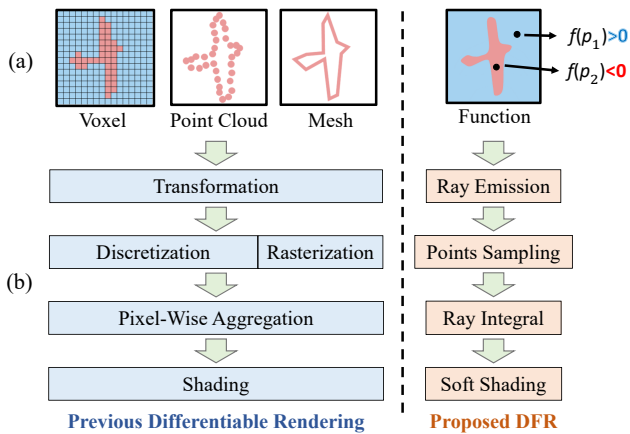 (a)
Voxel
Point Cloud
Mesh
Function
f(p1)>0
f(p2)<0
(b)
Transformation
Ray Emission
Discretization
Rasterization
Points Sampling
Pixel-Wise Aggregation
Ray Integral
Shading
Soft Shading
Previous Differentiable Rendering
Proposed DFR